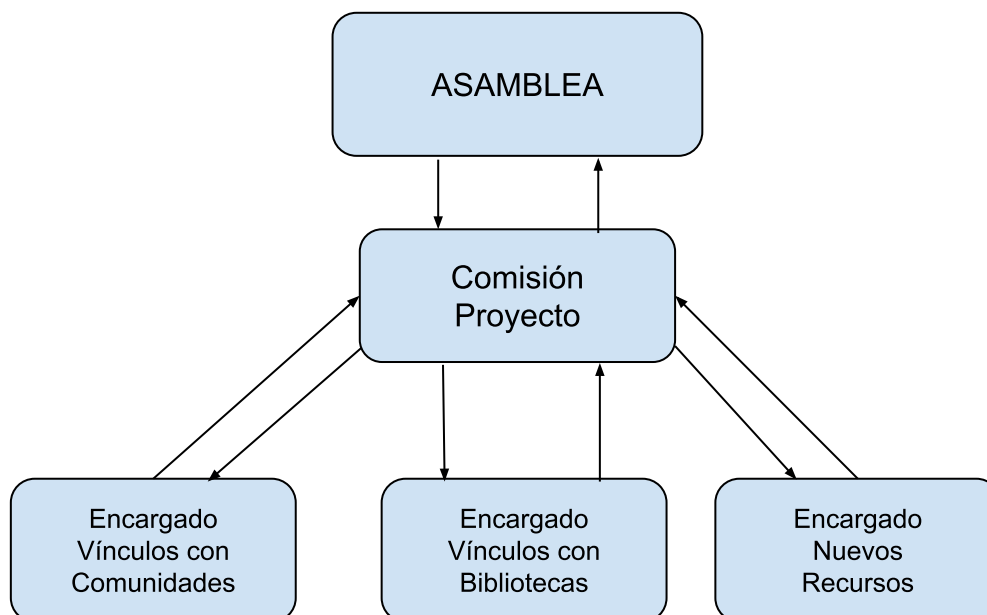 ASAMBLEA
Comisión
Proyecto
Encargado
Vínculos con
Comunidades
Encargado
Vínculos con
Bibliotecas
Encargado
Nuevos
Recursos